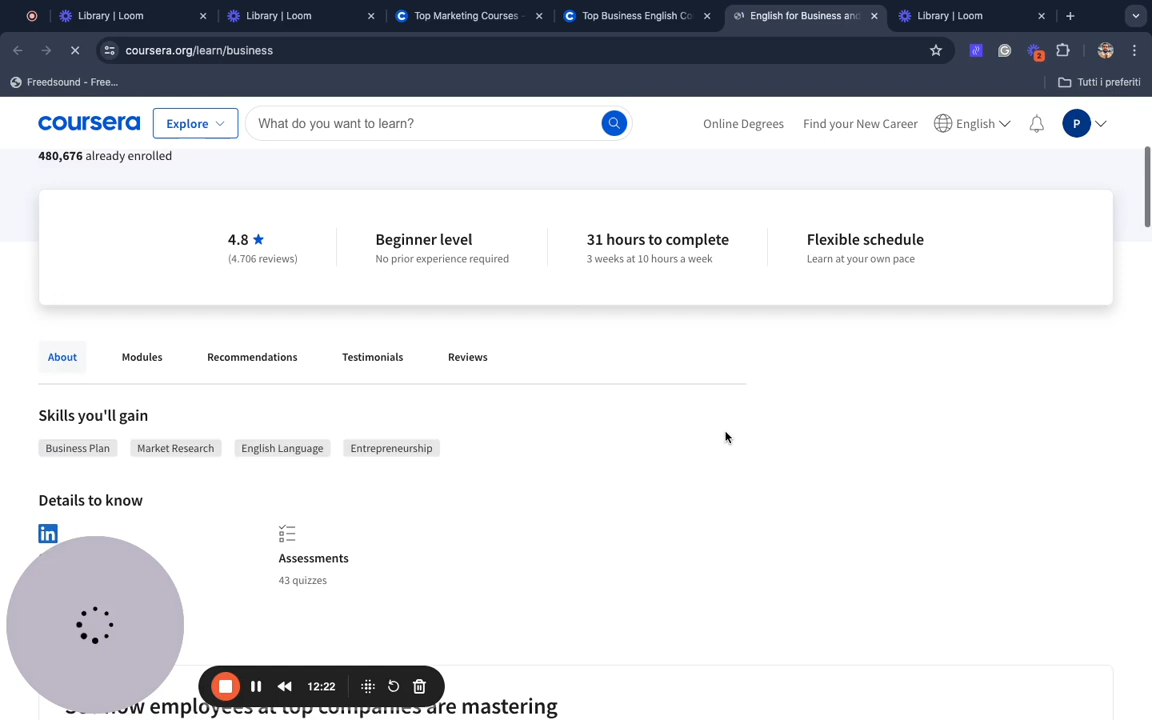 Library | Loom
Library | Loom
Top Marketing Courses -
Top Business English Co
English for Business and
Library | Loom
coursera.org/learn/business
2
Freedsound - Free...
Tutti i preferiti
coursera
Explore
What do you want to learn?
Online Degrees
Find your New Career
English
P
480,676 already enrolled
4.8
(4.706 reviews)
Beginner level
No prior experience required
31 hours to complete
3 weeks at 10 hours a week
Flexible schedule
Learn at your own pace
About
Modules
Recommendations
Testimonials
Reviews
Skills you'll gain
Business Plan
Market Research
English Language
Entrepreneurship
Details to know
in
Assessments
43 quizzes
12:22
how employees at top companies are mastering